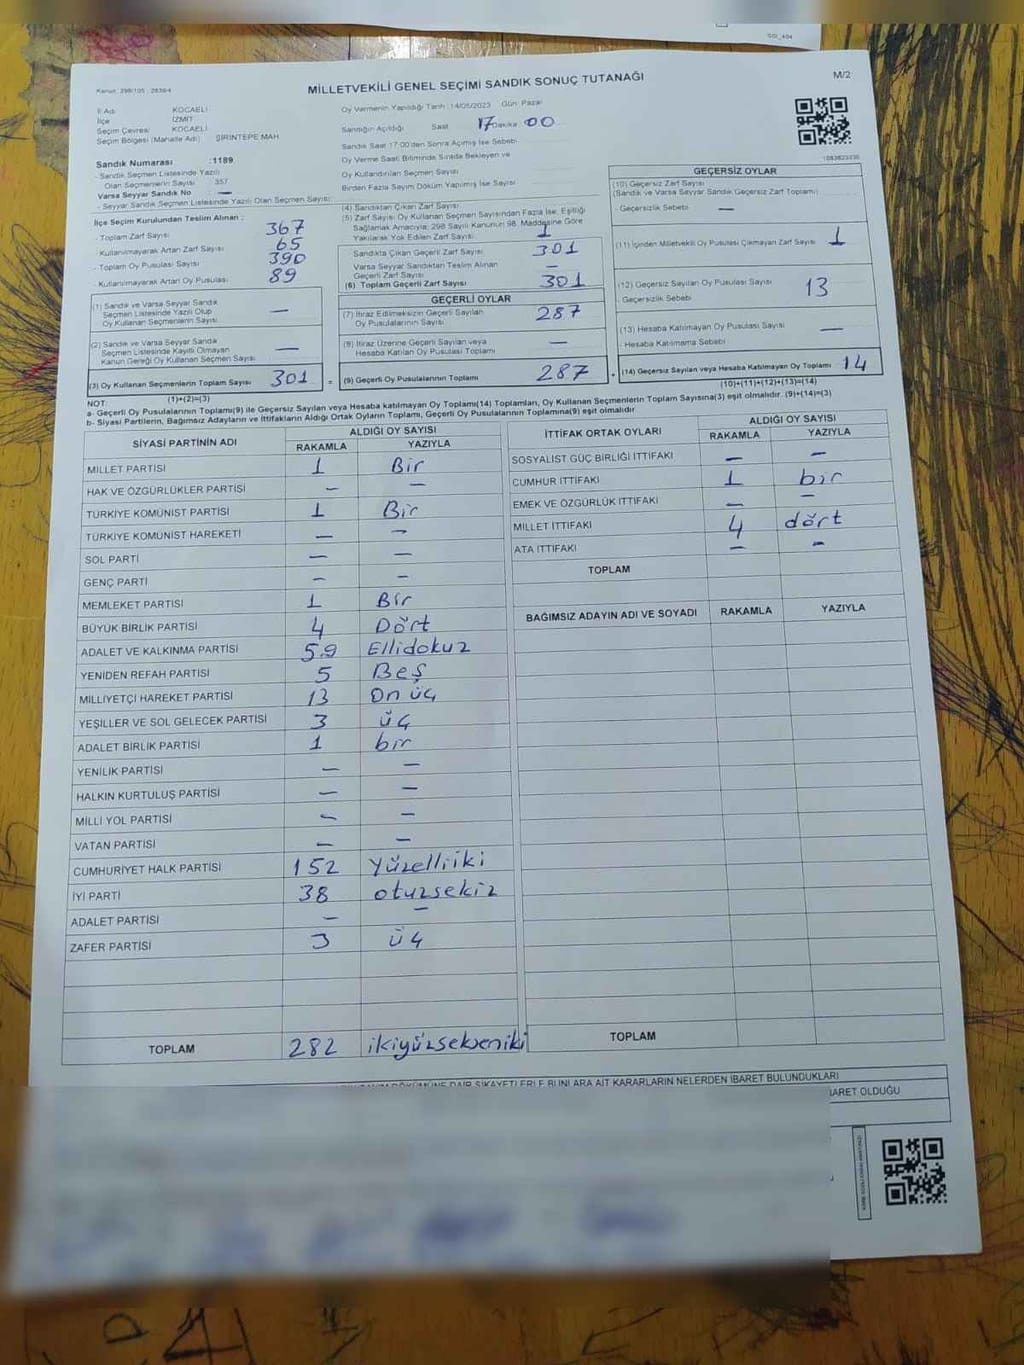 GGI_404
Kanun: 298/105 ; 2839/4
MİLLETVEKİLİ GENEL SEÇİMİ SANDIK SONUÇ TUTANAĞI
M/2
İl Adı: KOCAELİ
İlçe İZMİT
Seçim Çevresi KOCAELİ
Seçim Bölgesi (Mahalle Adı) ŞİRİNTEPE MAH
Sandık Numarası :1189
- Sandık Seçmen Listesinde Yazılı
Olan Seçmenlerin Sayısı : 357
Varsa Seyyar Sandık No —
- Seyyar Sandık Seçmen Listesinde Yazılı Olan Seçmen Sayısı
Oy Vermenin Yapıldığı Tarih :14/05/2023 Gün: Pazar
Sandığın Açıldığı Saat 17 Dakika 00
Sandık Saat 17:00'den Sonra Açılmış İse Sebebi
Oy Verme Saati Bitiminde Sırada Bekleyen ve
Oy Kullandırılan Seçmen Sayısı
Birden Fazla Sayım Döküm Yapılmış İse Sayısı
İlçe Seçim Kurulundan Teslim Alınan :
- Toplam Zarf Sayısı 367
- Kullanılmayarak Artan Zarf Sayısı 65
- Toplam Oy Pusulası Sayısı 390
- Kullanılmayarak Artan Oy Pusulası 89
(1) Sandık ve Varsa Seyyar Sandık
Seçmen Listesinde Yazılı Olup
Oy Kullanan Seçmenlerin Sayısı —
(2) Sandık ve Varsa Seyyar Sandık
Seçmen Listesinde Kayıtlı Olmayan
Kanun Gereği Oy Kullanan Seçmen Sayısı —
(3) Oy Kullanan Seçmenlerin Toplam Sayısı 301
(1)+(2)=(3)
(4) Sandıktan Çıkan Zarf Sayısı
(5) Zarf Sayısı Oy Kullanan Seçmen Sayısından Fazla İse, Eşitliği
Sağlamak Amacıyla; 298 Sayılı Kanunun 98. Maddesine Göre
Yakılarak Yok Edilen Zarf Sayısı 1
Sandıkta Çıkan Geçerli Zarf Sayısı 301
Varsa Seyyar Sandıktan Teslim Alınan
Geçerli Zarf Sayısı —
(6) Toplam Geçerli Zarf Sayısı 301
GEÇERLİ OYLAR
(7) İtiraz Edilmeksizin Geçerli Sayılan
Oy Pusulalarının Sayısı 287
(8) İtiraz Üzerine Geçerli Sayılan veya
Hesaba Katılan Oy Pusulası Toplamı —
= (9) Geçerli Oy Pusulalarının Toplamı 287 +
GEÇERSİZ OYLAR
(10) Geçersiz Zarf Sayısı
(Sandık ve Varsa Seyyar Sandık Geçersiz Zarf Toplamı)
- Geçersizlik Sebebi —
(11) İçinden Milletvekili Oy Pusulası Çıkmayan Zarf Sayısı 1
(12) Geçersiz Sayılan Oy Pusulası Sayısı 13
- Geçersizlik Sebebi
(13) Hesaba Katılmayan Oy Pusulası Sayısı —
- Hesaba Katılmama Sebebi
(14) Geçersiz Sayılan veya Hesaba Katılmayan Oy Toplamı 14
(10)+(11)+(12)+(13)=(14)
NOT:
a- Geçerli Oy Pusulalarının Toplamı(9) ile Geçersiz Sayılan veya Hesaba katılmayan Oy Toplamı(14) Toplamları, Oy Kullanan Seçmenlerin Toplam Sayısına(3) eşit olmalıdır. (9)+(14)=(3)
b- Siyasi Partilerin, Bağımsız Adayların ve İttifakların Aldığı Ortak Oyların Toplamı, Geçerli Oy Pusulalarının Toplamına(9) eşit olmalıdır
SİYASİ PARTİNİN ADI ALDIĞI OY SAYISI
RAKAMLA YAZIYLA
MİLLET PARTİSİ 1 Bir
HAK VE ÖZGÜRLÜKLER PARTİSİ — —
TÜRKİYE KOMÜNİST PARTİSİ 1 Bir
TÜRKİYE KOMÜNİST HAREKETİ — —
SOL PARTİ — —
GENÇ PARTİ — —
MEMLEKET PARTİSİ 1 Bir
BÜYÜK BİRLİK PARTİSİ 4 Dört
ADALET VE KALKINMA PARTİSİ 59 Ellidokuz
YENİDEN REFAH PARTİSİ 5 Beş
MİLLİYETÇİ HAREKET PARTİSİ 13 On üç
YEŞİLLER VE SOL GELECEK PARTİSİ 3 üç
ADALET BİRLİK PARTİSİ 1 bir
YENİLİK PARTİSİ — —
HALKIN KURTULUŞ PARTİSİ — —
MİLLİ YOL PARTİSİ — —
VATAN PARTİSİ — —
CUMHURİYET HALK PARTİSİ 152 Yüzelliiki
İYİ PARTİ 38 otuzsekiz
ADALET PARTİSİ — —
ZAFER PARTİSİ 3 üç
TOPLAM 282 ikiyüzsekseniki
İTTİFAK ORTAK OYLARI ALDIĞI OY SAYISI
RAKAMLA YAZIYLA
SOSYALİST GÜÇ BİRLİĞİ İTTİFAKI — —
CUMHUR İTTİFAKI 1 bir
EMEK VE ÖZGÜRLÜK İTTİFAKI — —
MİLLET İTTİFAKI 4 dört
ATA İTTİFAKI — —
TOPLAM
BAĞIMSIZ ADAYIN ADI VE SOYADI RAKAMLA YAZIYLA
TOPLAM
DÖKÜMÜNE DAİR ŞİKAYETLERLE BUNLARA AİT KARARLARIN NELERDEN İBARET BULUNDUKLARI
İBARET OLDUĞU